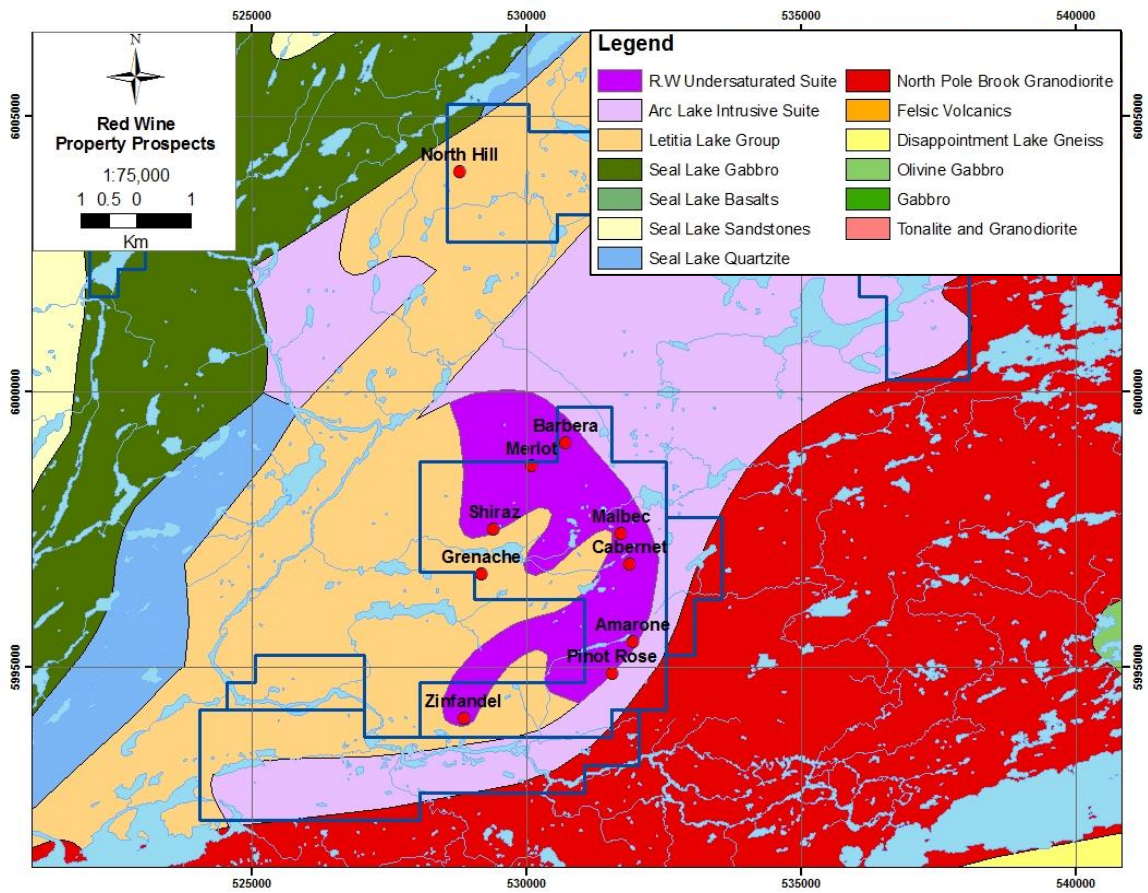 525000 530000 535000 540000
N
Red Wine
Property Prospects
1:75,000
1 0.5 0 1
Km
Legend
R.W Undersaturated Suite
Arc Lake Intrusive Suite
Letitia Lake Group
Seal Lake Gabbro
Seal Lake Basalts
Seal Lake Sandstones
Seal Lake Quartzite
North Pole Brook Granodiorite
Felsic Volcanics
Disappointment Lake Gneiss
Olivine Gabbro
Gabbro
Tonalite and Granodiorite
6005000 6005000
North Hill
6000000 6000000
Barbera
Merlot
Shiraz
Malbec
Grenache
Cabernet
Amarone
Pinot Rose
5995000 5995000
Zinfandel
525000 530000 535000 540000